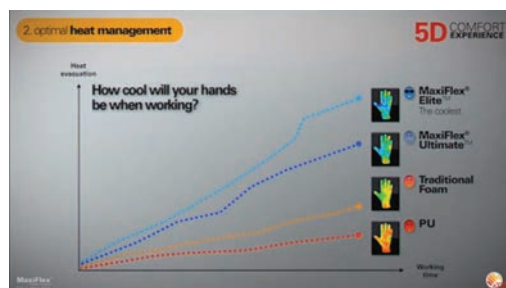 2. optimal heat management
5D COMFORT
EXPERIENCE
Heat
evacuation
How cool will your hands
be when working?
MaxiFlex®
Elite™
The coolest
MaxiFlex®
Ultimate™
Traditional
Foam
PU
Working
time
MaxiFlex™